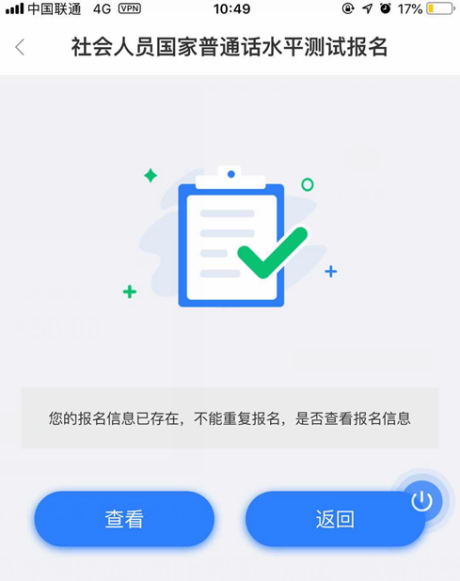 中国联通 4G VPN 10:49 17%
社会人员国家普通话水平测试报名
您的报名信息已存在，不能重复报名，是否查看报名信息
查看 返回